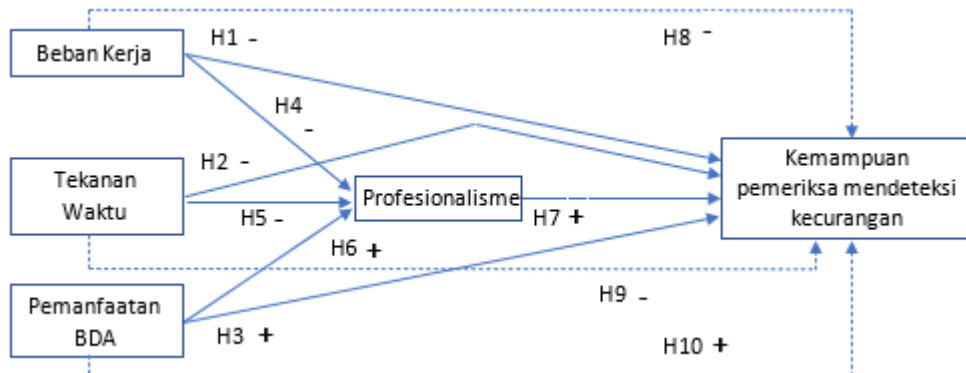 H1 -
H8 -
Beban Kerja
H4
-
H2 -
Tekanan
Waktu
Profesionalisme
Kemampuan
pemeriksa mendeteksi
kecurangan
H5 -
H7 +
H6 +
H9 -
Pemanfaatan
BDA
H3 +
H10 +